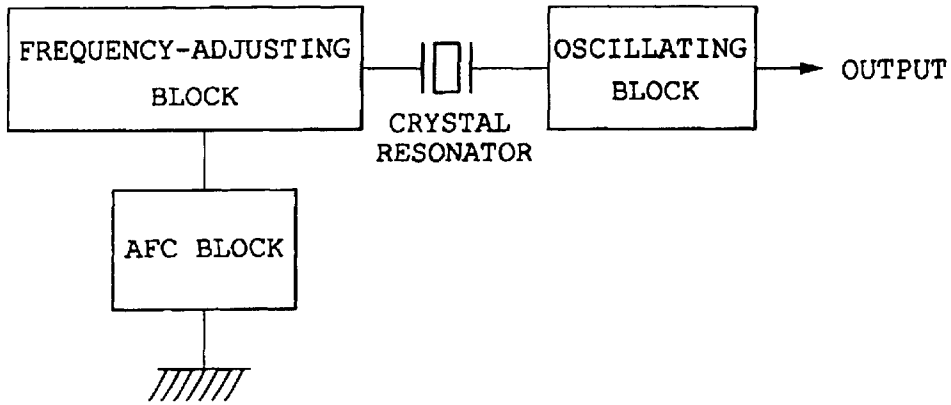 FREQUENCY-ADJUSTING
BLOCK
CRYSTAL
RESONATOR
OSCILLATING
BLOCK
OUTPUT
AFC BLOCK